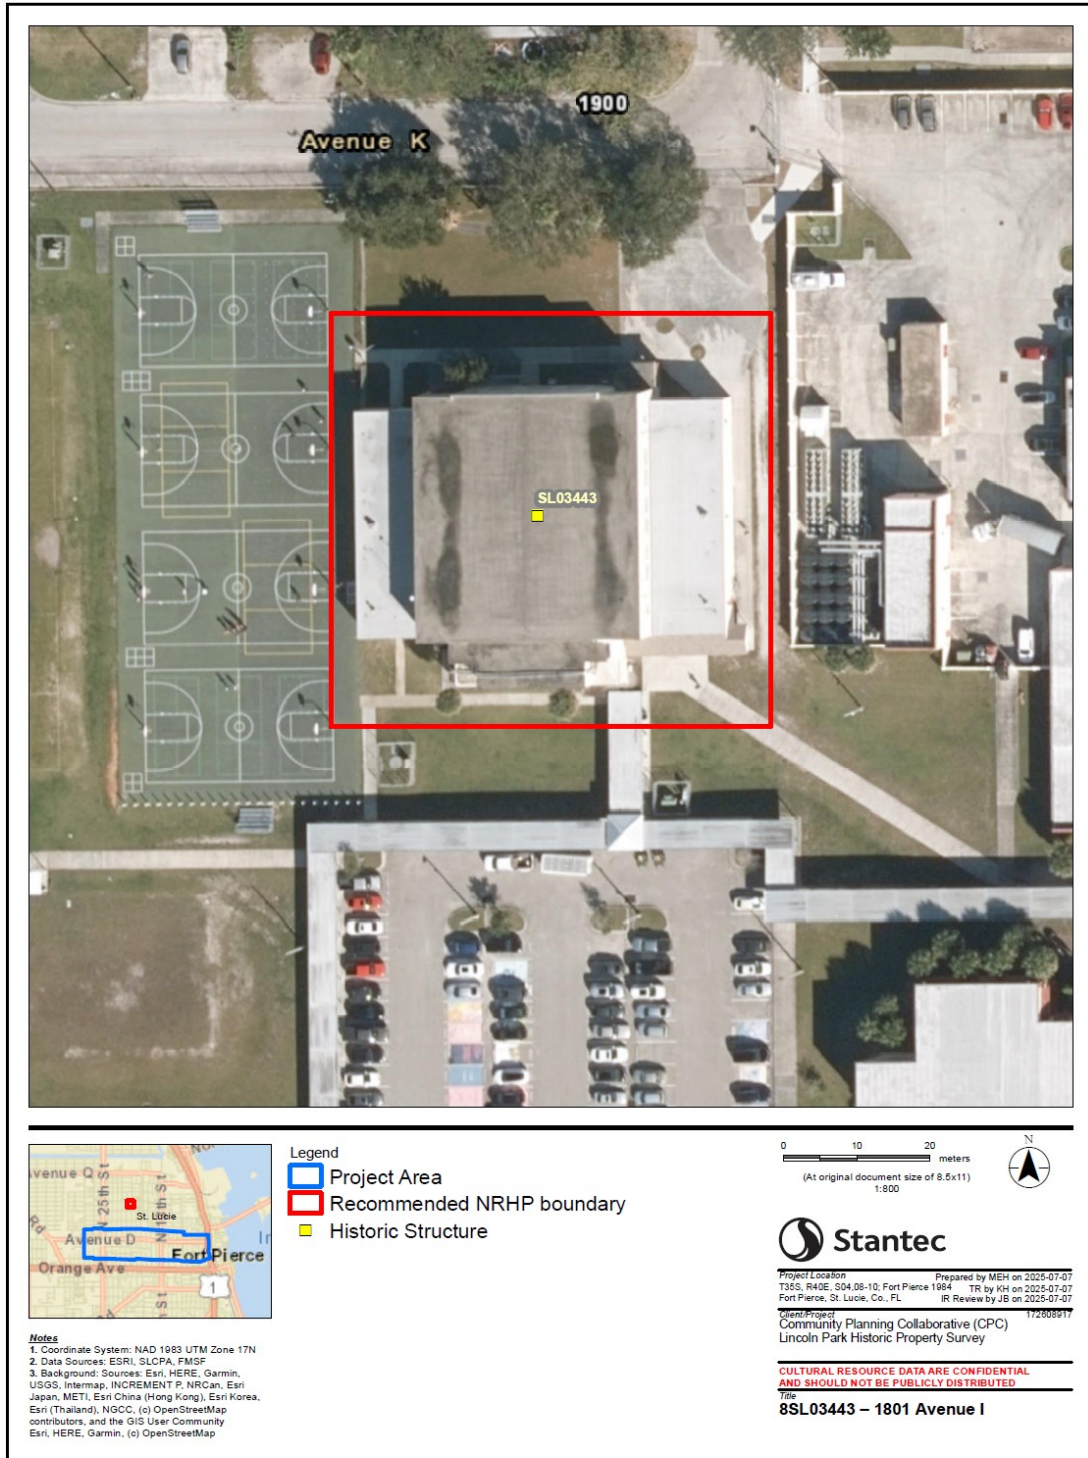 1900
Avenue K
SL03443
Avenue Q
N 25th St
St. Lucie
Avenue D
Fort Pierce
Orange Ave
1
Legend
Project Area
Recommended NRHP boundary
Historic Structure
0 10 20 meters
(At original document size of 8.5x11)
1:800
N
Stantec
Project Location
T35S, R40E, S04,08-10; Fort Pierce 1984
Fort Pierce, St. Lucie, Co., FL
Prepared by MEH on 2025-07-07
TR by KH on 2025-07-07
IR Review by JB on 2025-07-07
Client/Project 172608917
Community Planning Collaborative (CPC)
Lincoln Park Historic Property Survey
CULTURAL RESOURCE DATA ARE CONFIDENTIAL
AND SHOULD NOT BE PUBLICLY DISTRIBUTED
Title
8SL03443 – 1801 Avenue I
Notes
1. Coordinate System: NAD 1983 UTM Zone 17N
2. Data Sources: ESRI, SLCPA, FMSF
3. Background: Sources: Esri, HERE, Garmin,
USGS, Intermap, INCREMENT P, NRCan, Esri
Japan, METI, Esri China (Hong Kong), Esri Korea,
Esri (Thailand), NGCC, (c) OpenStreetMap
contributors, and the GIS User Community
Esri, HERE, Garmin, (c) OpenStreetMap